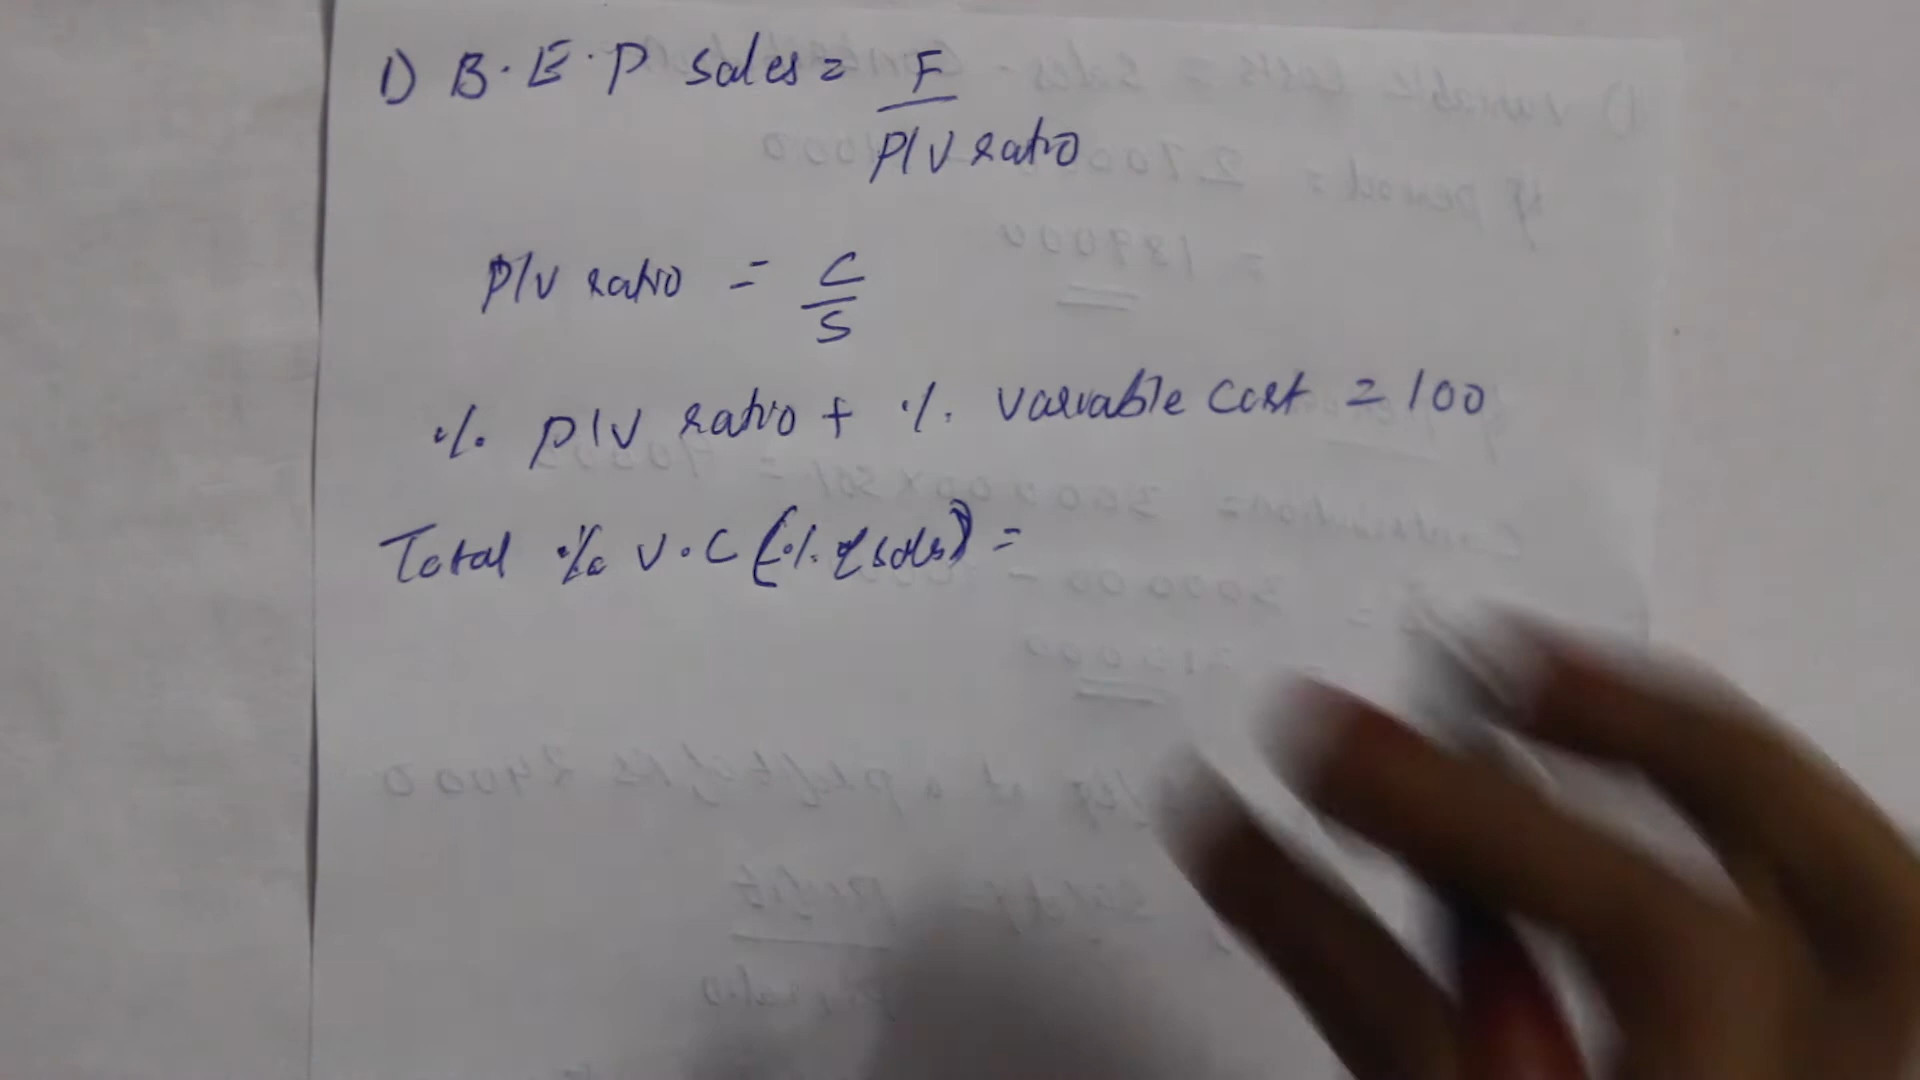 1) B.E.P sales = F
P/V ratio
P/V ratio = C
S
% P/V ratio + % variable cost = 100
Total % V.C (% of sales) =